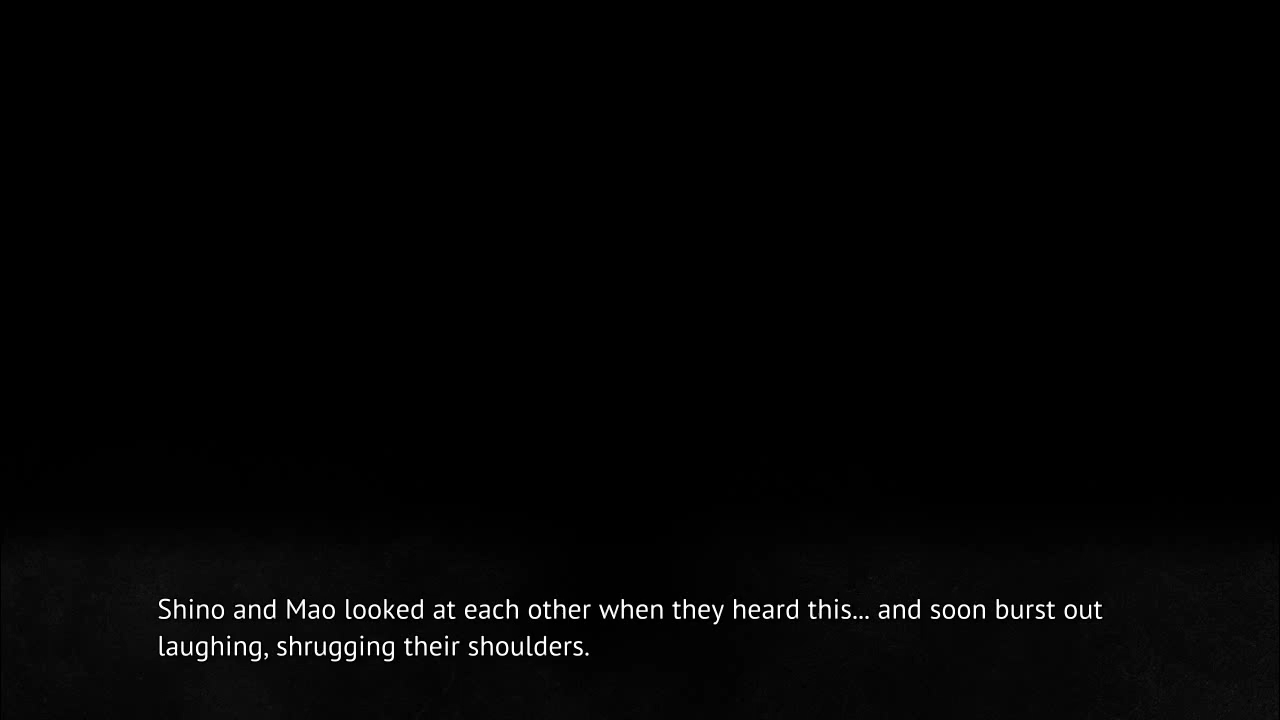 Shino and Mao looked at each other when they heard this... and soon burst out
laughing, shrugging their shoulders.